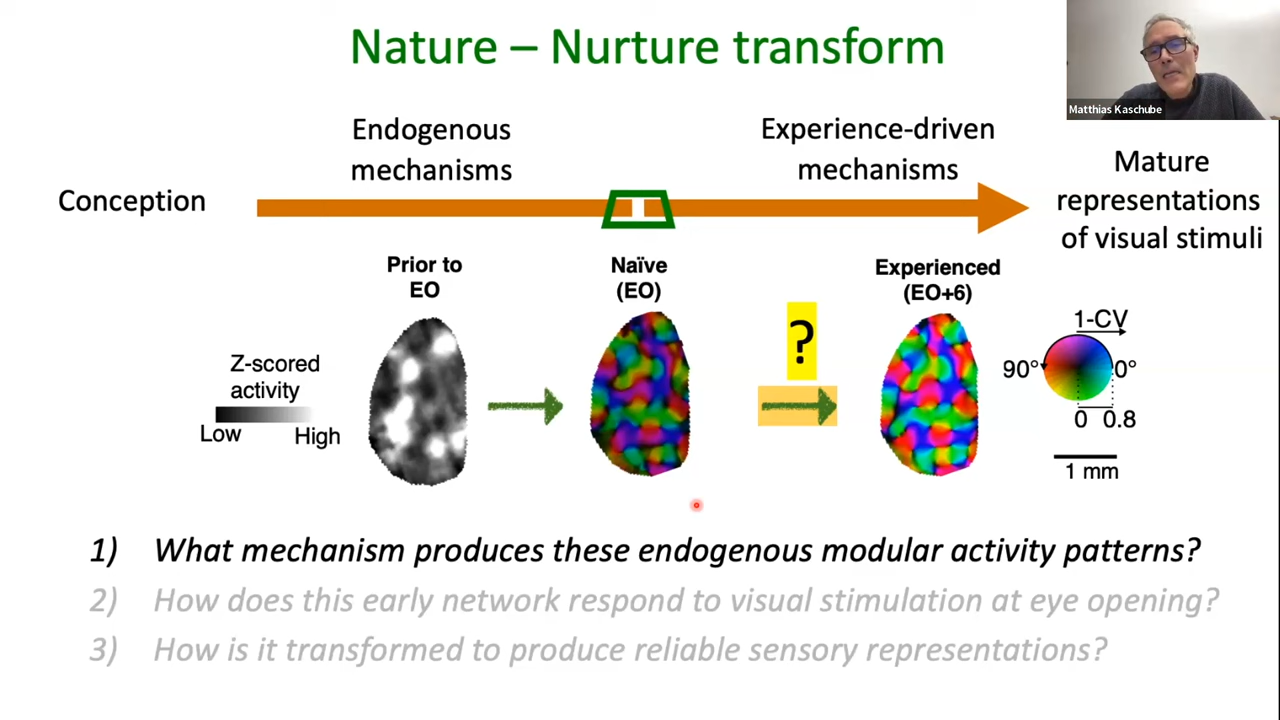 Nature – Nurture transform
Matthias Kaschube
Endogenous
mechanisms
Experience-driven
mechanisms
Conception
Mature
representations
of visual stimuli
Prior to
EO
Naïve
(EO)
Experienced
(EO+6)
?
Z-scored
activity
Low
High
1-CV
90°
0°
0
0.8
1 mm
1) What mechanism produces these endogenous modular activity patterns?
2) How does this early network respond to visual stimulation at eye opening?
3) How is it transformed to produce reliable sensory representations?